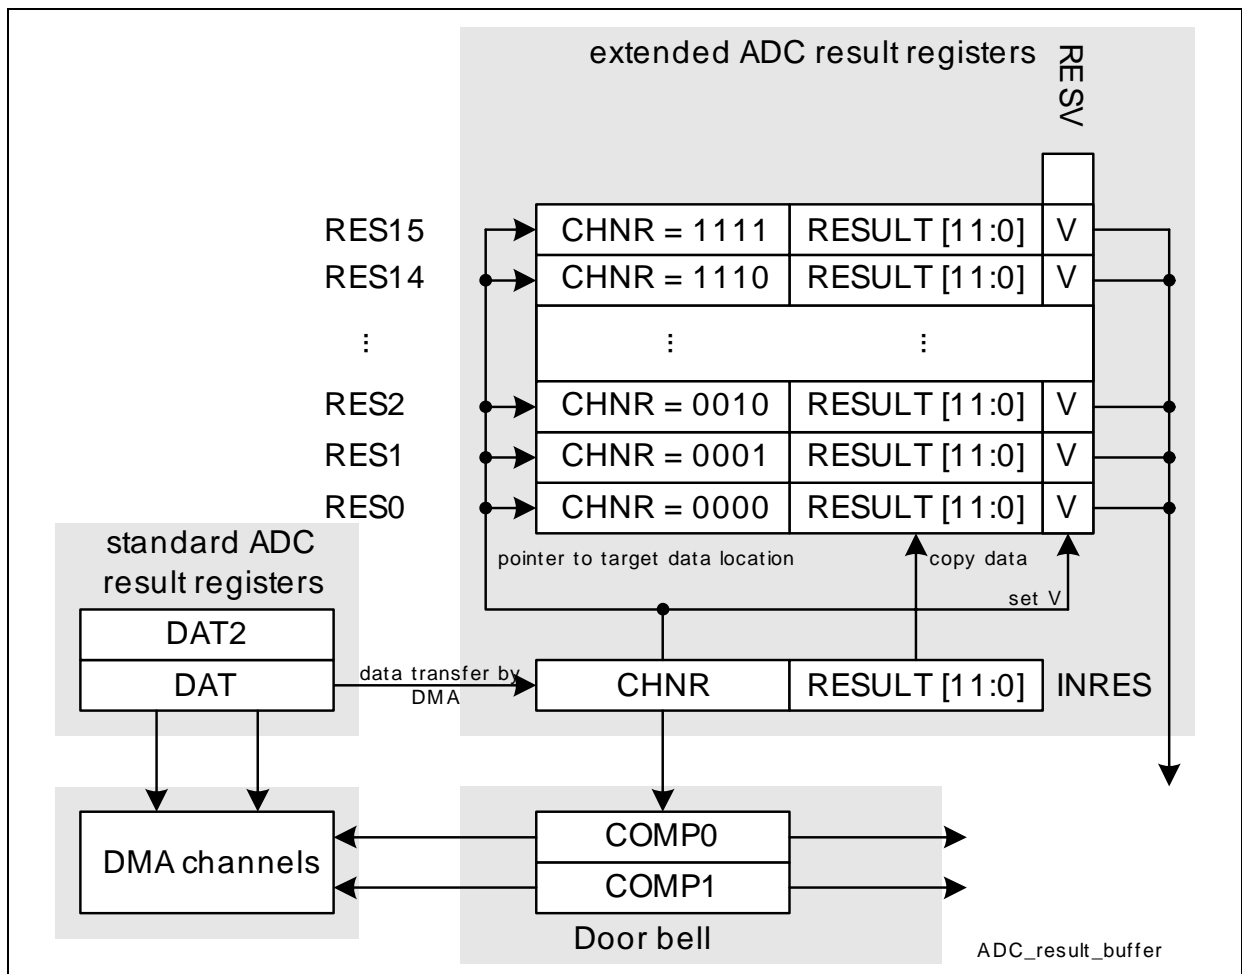 extended ADC result registers
RESV
RES15 CHNR = 1111 RESULT [11:0] V
RES14 CHNR = 1110 RESULT [11:0] V
... ... ...
RES2 CHNR = 0010 RESULT [11:0] V
RES1 CHNR = 0001 RESULT [11:0] V
RES0 CHNR = 0000 RESULT [11:0] V
standard ADC
result registers
pointer to target data location
copy data
set V
DAT2
DAT
data transfer by
DMA
CHNR RESULT [11:0] INRES
DMA channels
COMP0
COMP1
Door bell
ADC_result_buffer